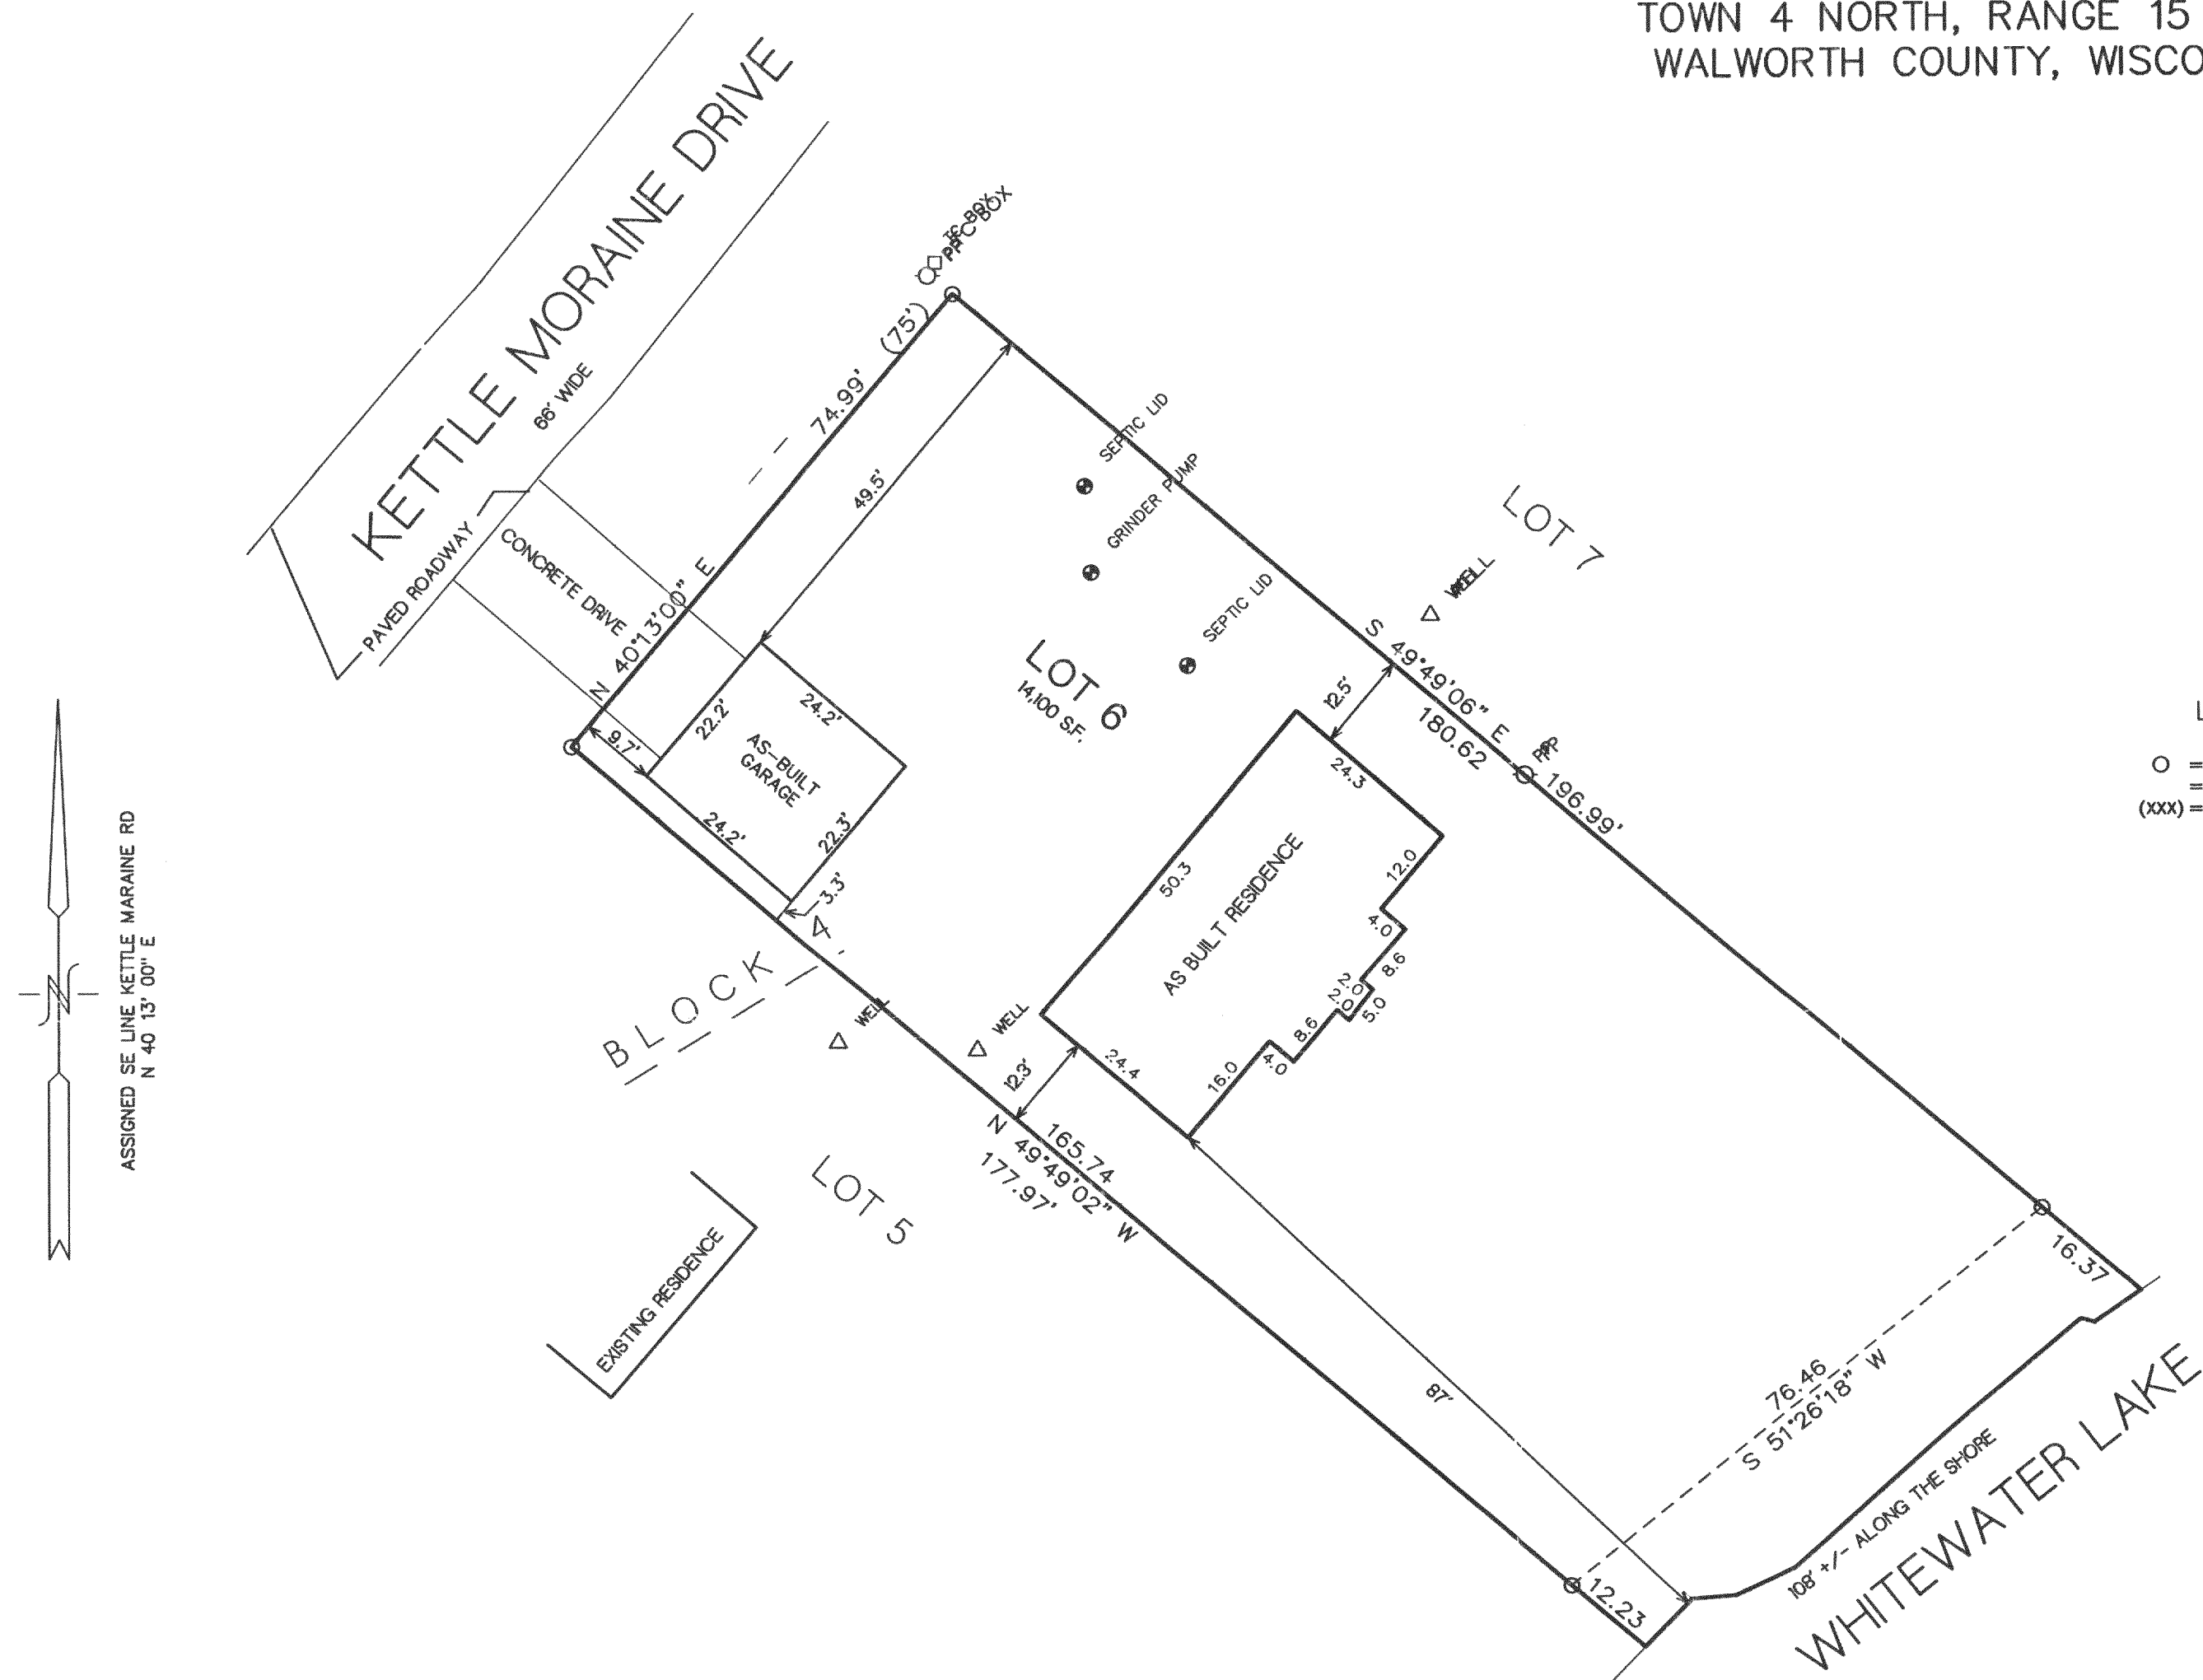 TOWN 4 NORTH, RANGE 15
WALWORTH COUNTY, WISCO
KETTLE MORAINE DRIVE
66' WIDE
PAVED ROADWAY
CONCRETE DRIVE
N 40°13'00" E
74.99'
(75')
49.5'
SEPTIC LID
GRINDER PUMP
SEPTIC LID
LOT 7
WELL
LOT 6
14,100 S.F.
S 49°49'06" E
180.62
196.99'
12.5'
9.7'
22.2'
24.2'
AS-BUILT
GARAGE
24.2'
22.3'
3.3'
BLOCK 4
WELL
WELL
24.3
50.3
AS BUILT RESIDENCE
12.0
4.0
8.6
2.0
2.0
5.0
8.6
4.0
16.0
24.4
12.3'
165.74
N 49°49'02" W
177.97'
LOT 5
EXISTING RESIDENCE
87'
16.37
76.46
S 51°26'18" W
12.23
108' +/- ALONG THE SHORE
WHITEWATER LAKE
N
ASSIGNED SE LINE KETTLE MARAINE RD
N 40 13' 00" E
L
O =
=
(XXX) =